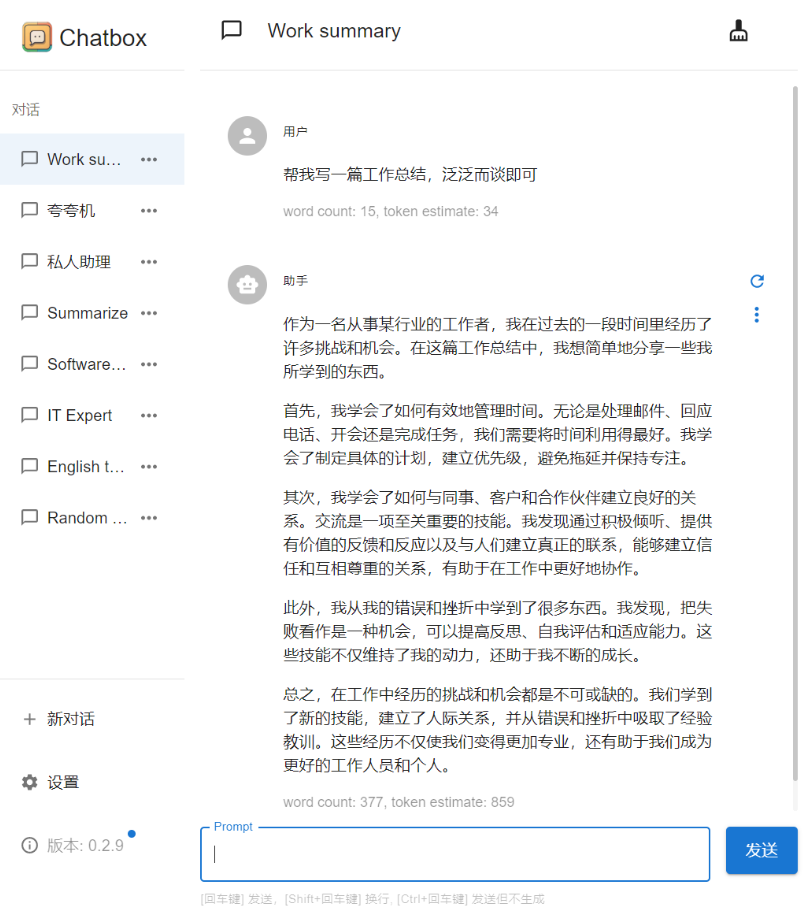 Chatbox
对话
Work su...
夸夸机
私人助理
Summarize
Software...
IT Expert
English t...
Random ...
新对话
设置
版本: 0.2.9
Work summary
用户
帮我写一篇工作总结，泛泛而谈即可
word count: 15, token estimate: 34
助手
作为一名从事某行业的工作者，我在过去的一段时间里经历了
许多挑战和机会。在这篇工作总结中，我想简单地分享一些我
所学到的东西。
首先，我学会了如何有效地管理时间。无论是处理邮件、回应
电话、开会还是完成任务，我们需要将时间利用得最好。我学
会了制定具体的计划，建立优先级，避免拖延并保持专注。
其次，我学会了如何与同事、客户和合作伙伴建立良好的关
系。交流是一项至关重要的技能。我发现通过积极倾听、提供
有价值的反馈和反应以及与人们建立真正的联系，能够建立信
任和互相尊重的关系，有助于在工作中更好地协作。
此外，我从我的错误和挫折中学到了很多东西。我发现，把失
败看作是一种机会，可以提高反思、自我评估和适应能力。这
些技能不仅维持了我的动力，还助于我不断的成长。
总之，在工作中经历的挑战和机会都是不可或缺的。我们学到
了新的技能，建立了人际关系，并从错误和挫折中吸取了经验
教训。这些经历不仅使我们变得更加专业，还有助于我们成为
更好的工作人员和个人。
word count: 377, token estimate: 859
Prompt
发送
[回车键] 发送，[Shift+回车键] 换行, [Ctrl+回车键] 发送但不生成